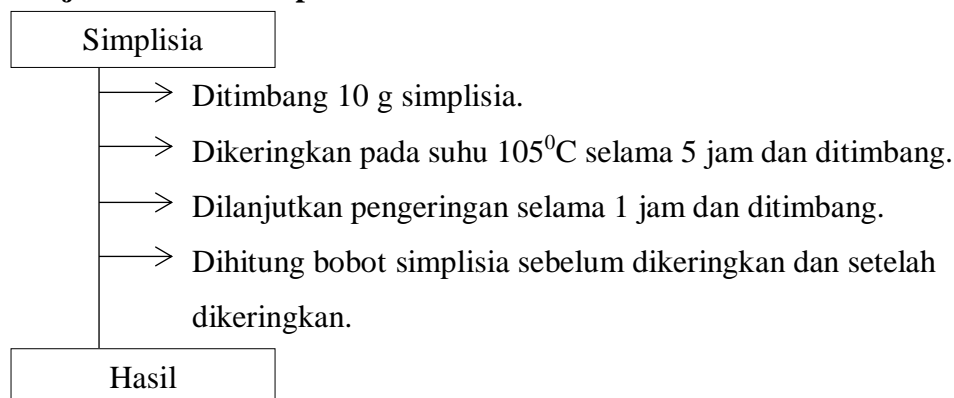 Simplisia
Ditimbang 10 g simplisia.
Dikeringkan pada suhu 105⁰C selama 5 jam dan ditimbang.
Dilanjutkan pengeringan selama 1 jam dan ditimbang.
Dihitung bobot simplisia sebelum dikeringkan dan setelah
dikeringkan.
Hasil